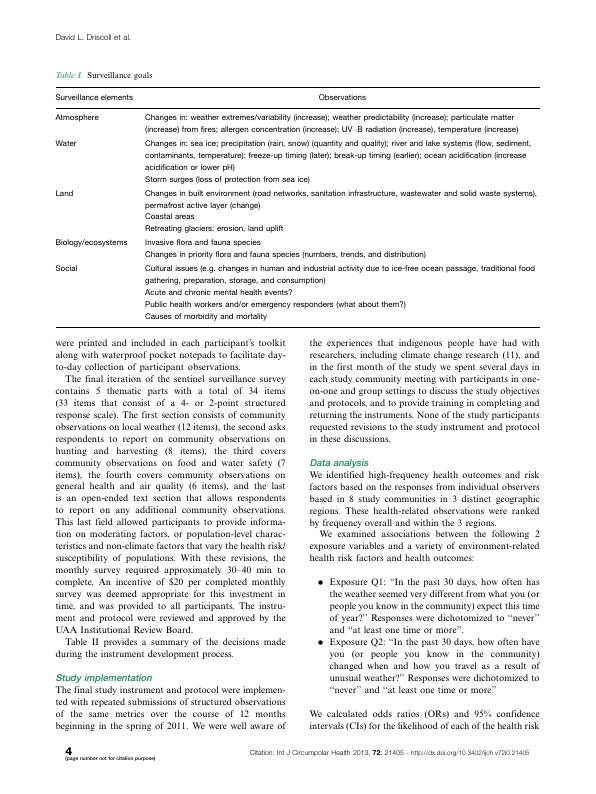 David L. Driscoll et al.
Table I. Surveillance goals
Surveillance elements Observations
Atmosphere Changes in: weather extremes/variability (increase); weather predictability (increase); particulate matter
(increase) from fires; allergen concentration (increase); UV-B radiation (increase), temperature (increase)
Water Changes in: sea ice; precipitation (rain, snow) (quantity and quality); river and lake systems (flow, sediment,
contaminants, temperature); freeze-up timing (later); break-up timing (earlier); ocean acidification (increase
acidification or lower pH)
Storm surges (loss of protection from sea ice)
Land Changes in built environment (road networks, sanitation infrastructure, wastewater and solid waste systems),
permafrost active layer (change)
Coastal areas
Retreating glaciers: erosion, land uplift
Biology/ecosystems Invasive flora and fauna species
Changes in priority flora and fauna species (numbers, trends, and distribution)
Social Cultural issues (e.g. changes in human and industrial activity due to ice-free ocean passage, traditional food
gathering, preparation, storage, and consumption)
Acute and chronic mental health events?
Public health workers and/or emergency responders (what about them?)
Causes of morbidity and mortality
were printed and included in each participant's toolkit
along with waterproof pocket notepads to facilitate day-
to-day collection of participant observations.
The final iteration of the sentinel surveillance survey
contains 5 thematic parts with a total of 34 items
(33 items that consist of a 4- or 2-point structured
response scale). The first section consists of community
observations on local weather (12 items), the second asks
respondents to report on community observations on
hunting and harvesting (8 items), the third covers
community observations on food and water safety (7
items), the fourth covers community observations on
general health and air quality (6 items), and the last
is an open-ended text section that allows respondents
to report on any additional community observations.
This last field allowed participants to provide informa-
tion on moderating factors, or population-level charac-
teristics and non-climate factors that vary the health risk/
susceptibility of populations. With these revisions, the
monthly survey required approximately 30–40 min to
complete. An incentive of $20 per completed monthly
survey was deemed appropriate for this investment in
time, and was provided to all participants. The instru-
ment and protocol were reviewed and approved by the
UAA Institutional Review Board.
Table II provides a summary of the decisions made
during the instrument development process.
Study implementation
The final study instrument and protocol were implemen-
ted with repeated submissions of structured observations
of the same metrics over the course of 12 months
beginning in the spring of 2011. We were well aware of
the experiences that indigenous people have had with
researchers, including climate change research (11), and
in the first month of the study we spent several days in
each study community meeting with participants in one-
on-one and group settings to discuss the study objectives
and protocols, and to provide training in completing and
returning the instruments. None of the study participants
requested revisions to the study instrument and protocol
in these discussions.
Data analysis
We identified high-frequency health outcomes and risk
factors based on the responses from individual observers
based in 8 study communities in 3 distinct geographic
regions. These health-related observations were ranked
by frequency overall and within the 3 regions.
We examined associations between the following 2
exposure variables and a variety of environment-related
health risk factors and health outcomes:
● Exposure Q1: ‘‘In the past 30 days, how often has
the weather seemed very different from what you (or
people you know in the community) expect this time
of year?’’ Responses were dichotomized to ‘‘never’’
and ‘‘at least one time or more’’.
● Exposure Q2: ‘‘In the past 30 days, how often have
you (or people you know in the community)
changed when and how you travel as a result of
unusual weather?’’ Responses were dichotomized to
‘‘never’’ and ‘‘at least one time or more’’
We calculated odds ratios (ORs) and 95% confidence
intervals (CIs) for the likelihood of each of the health risk
4
(page number not for citation purpose)
Citation: Int J Circumpolar Health 2013, 72: 21405 - http://dx.doi.org/10.3402/ijch.v72i0.21405